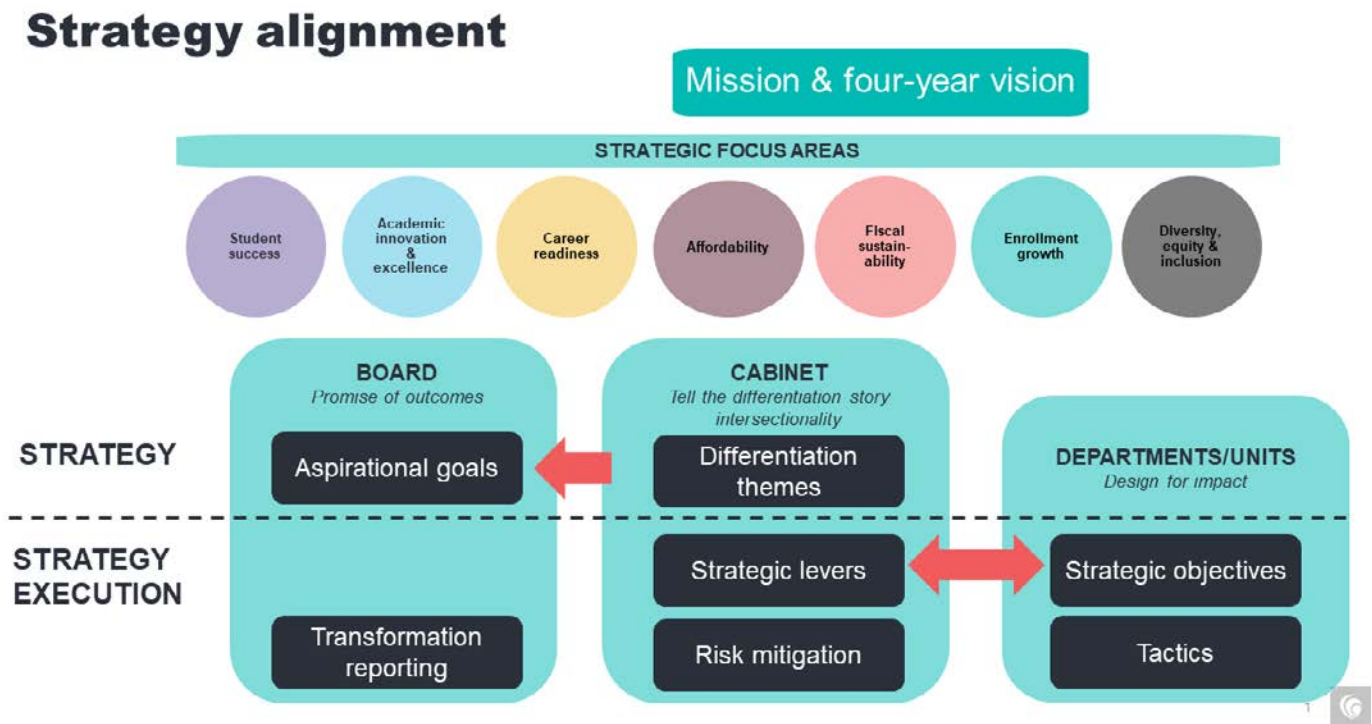 Strategy alignment
Mission & four-year vision
STRATEGIC FOCUS AREAS
Student
success
Academic
innovation
&
excellence
Career
readiness
Affordability
Fiscal
sustain-
ability
Enrollment
growth
Diversity,
equity &
inclusion
BOARD
Promise of outcomes
CABINET
Tell the differentiation story
intersectionality
STRATEGY
Aspirational goals
Differentiation
themes
DEPARTMENTS/UNITS
Design for impact
STRATEGY
EXECUTION
Strategic levers
Strategic objectives
Transformation
reporting
Risk mitigation
Tactics
1